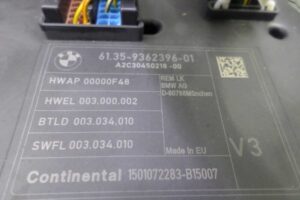 61.35-9362396-01
A2C30450218 -00
HWAP 00000F48
REM LK
BMW AG
D-80788München
HWEL 003.000.002
BTLD 003.034.010
SWFL 003.034.010
Made in EU
V3
Continental 1501072283-B15007